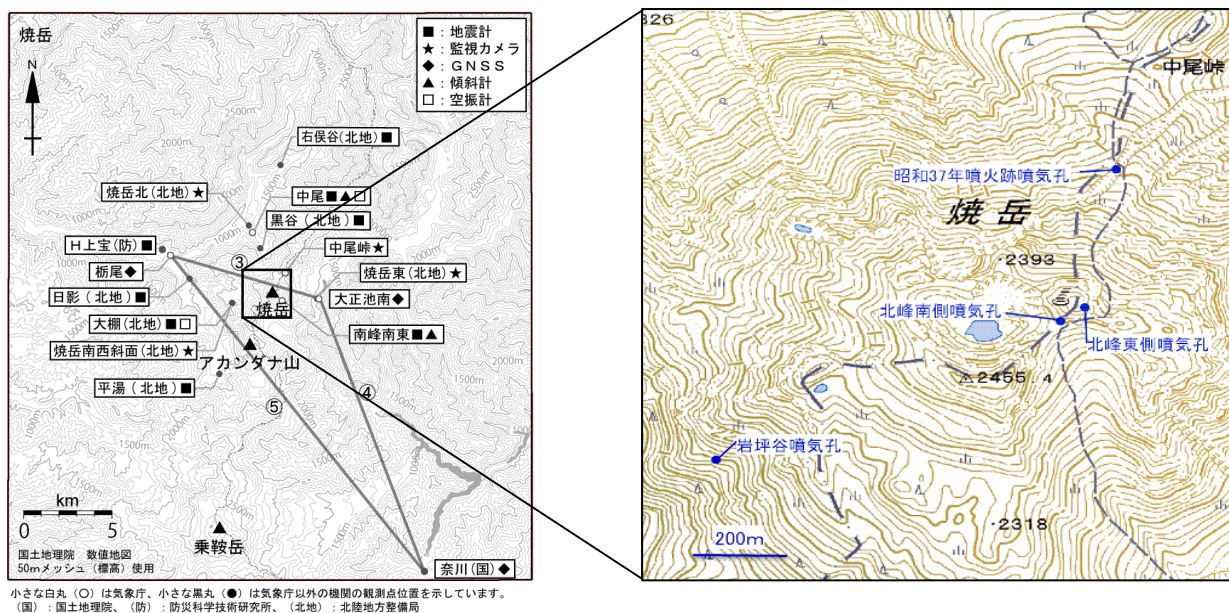 焼岳
N
■：地震計
★：監視カメラ
◆：ＧＮＳＳ
▲：傾斜計
□：空振計
2500m
2000m
右俣谷(北地)■
焼岳北(北地)★
中尾■▲□
1000m
黒谷(北地)■
1500m
Ｈ上宝(防)■
中尾峠★
栃尾◆
③
焼岳東(北地)★
日影(北地)■
焼岳
大正池南◆
大棚(北地)■□
南峰南東■▲
焼岳南西斜面(北地)★
アカンダナ山
平湯(北地)■
④
⑤
km
0 5
乗鞍岳
国土地理院　数値地図
50ｍメッシュ（標高）使用
奈川(国)◆
小さな白丸（○）は気象庁、小さな黒丸（●）は気象庁以外の機関の観測点位置を示しています。
（国）：国土地理院、（防）：防災科学技術研究所、（北地）：北陸地方整備局
826
中尾峠
昭和37年噴火跡噴気孔
焼岳
2393
北峰南側噴気孔
北峰東側噴気孔
2455.4
岩坪谷噴気孔
2318
200m